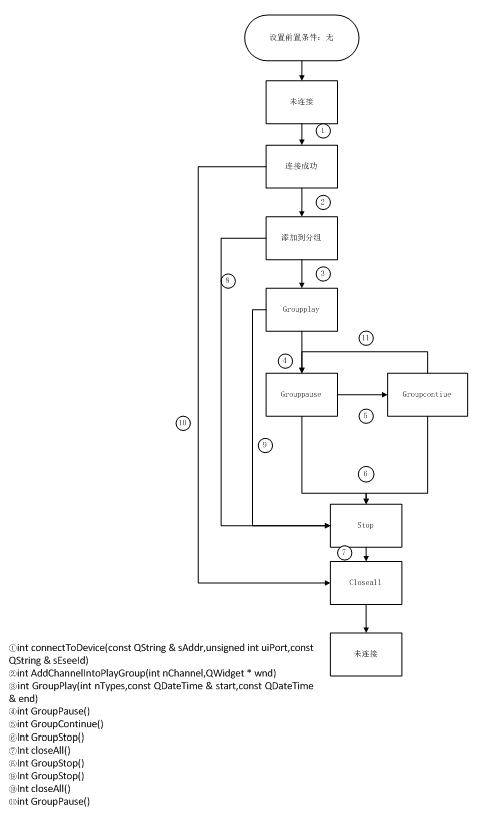 设置前置条件：无
未连接
①
连接成功
②
添加到分组
③
⑧
Groupplay
⑪
④
Grouppause
Groupcontiue
⑤
⑩
⑨
⑥
Stop
⑦
Closeall
未连接
①int connectToDevice(const QString & sAddr,unsigned int uiPort,const
QString & sEseeId)
②int AddChannelIntoPlayGroup(int nChannel,QWidget * wnd)
③int GroupPlay(int nTypes,const QDateTime & start,const QDateTime
& end)
④int GroupPause()
⑤int GroupContinue()
⑥Int GroupStop()
⑦Int closeAll()
⑧Int GroupStop()
⑨Int GroupStop()
⑩Int closeAll()
⑪int GroupPause()